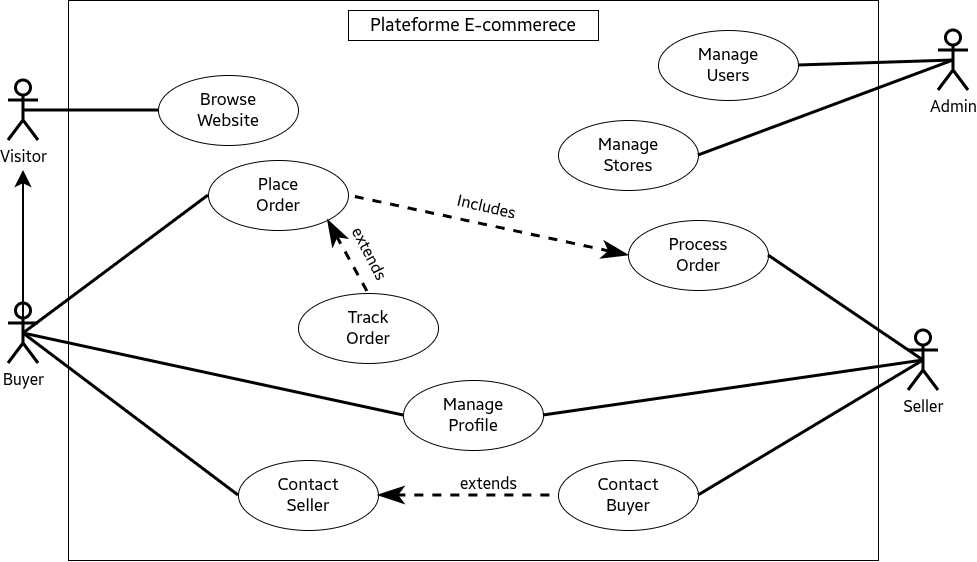 Plateforme E-commerece
Manage
Users
Admin
Browse
Website
Visitor
Manage
Stores
Place
Order
Includes
Process
Order
extends
Track
Order
Buyer
Seller
Manage
Profile
Contact
Seller
extends
Contact
Buyer